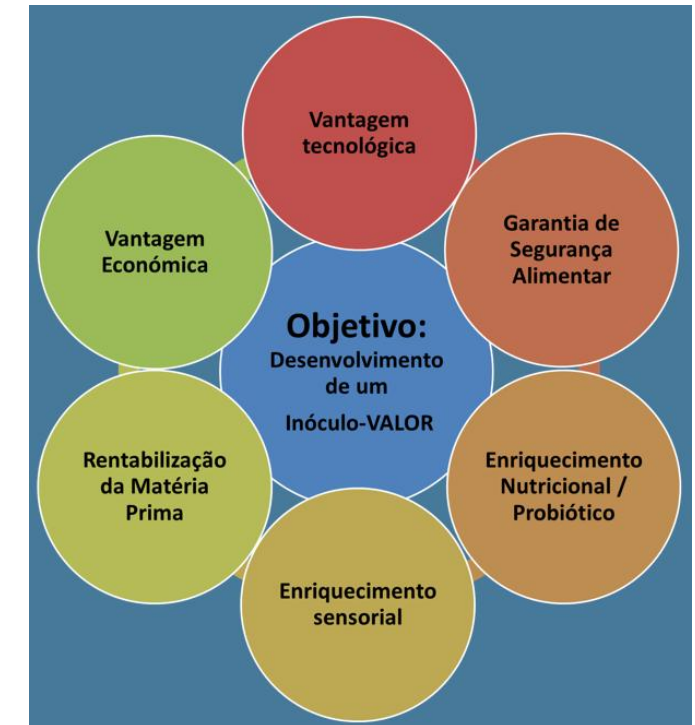 Vantagem
tecnológica
Garantia de
Segurança
Alimentar
Enriquecimento
Nutricional /
Probiótico
Enriquecimento
sensorial
Rentabilização
da Matéria
Prima
Vantagem
Económica
Objetivo:
Desenvolvimento
de um
Inóculo-VALOR